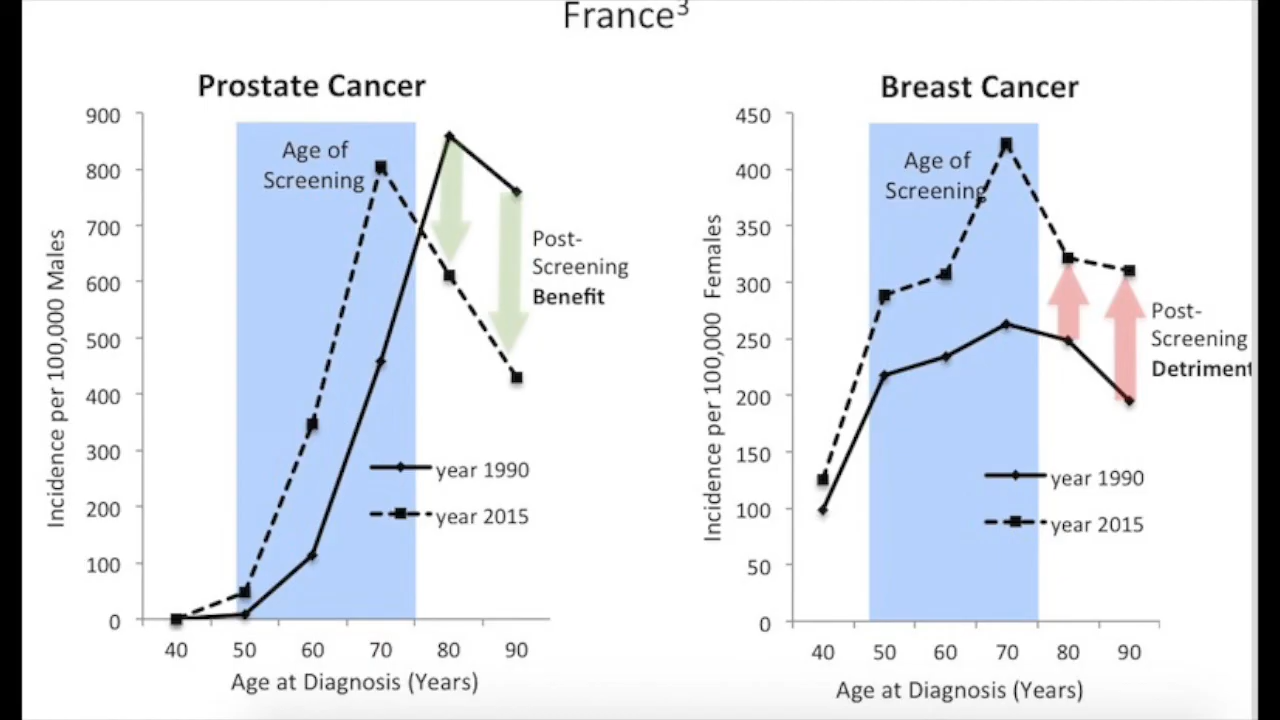 France³
Prostate Cancer
900
800
700
600
500
400
300
200
100
0
Incidence per 100,000 Males
Age of
Screening
Post-
Screening
Benefit
year 1990
year 2015
40 50 60 70 80 90
Age at Diagnosis (Years)
Breast Cancer
450
400
350
300
250
200
150
100
50
0
Incidence per 100,000 Females
Age of
Screening
Post-
Screening
Detriment
year 1990
year 2015
40 50 60 70 80 90
Age at Diagnosis (Years)